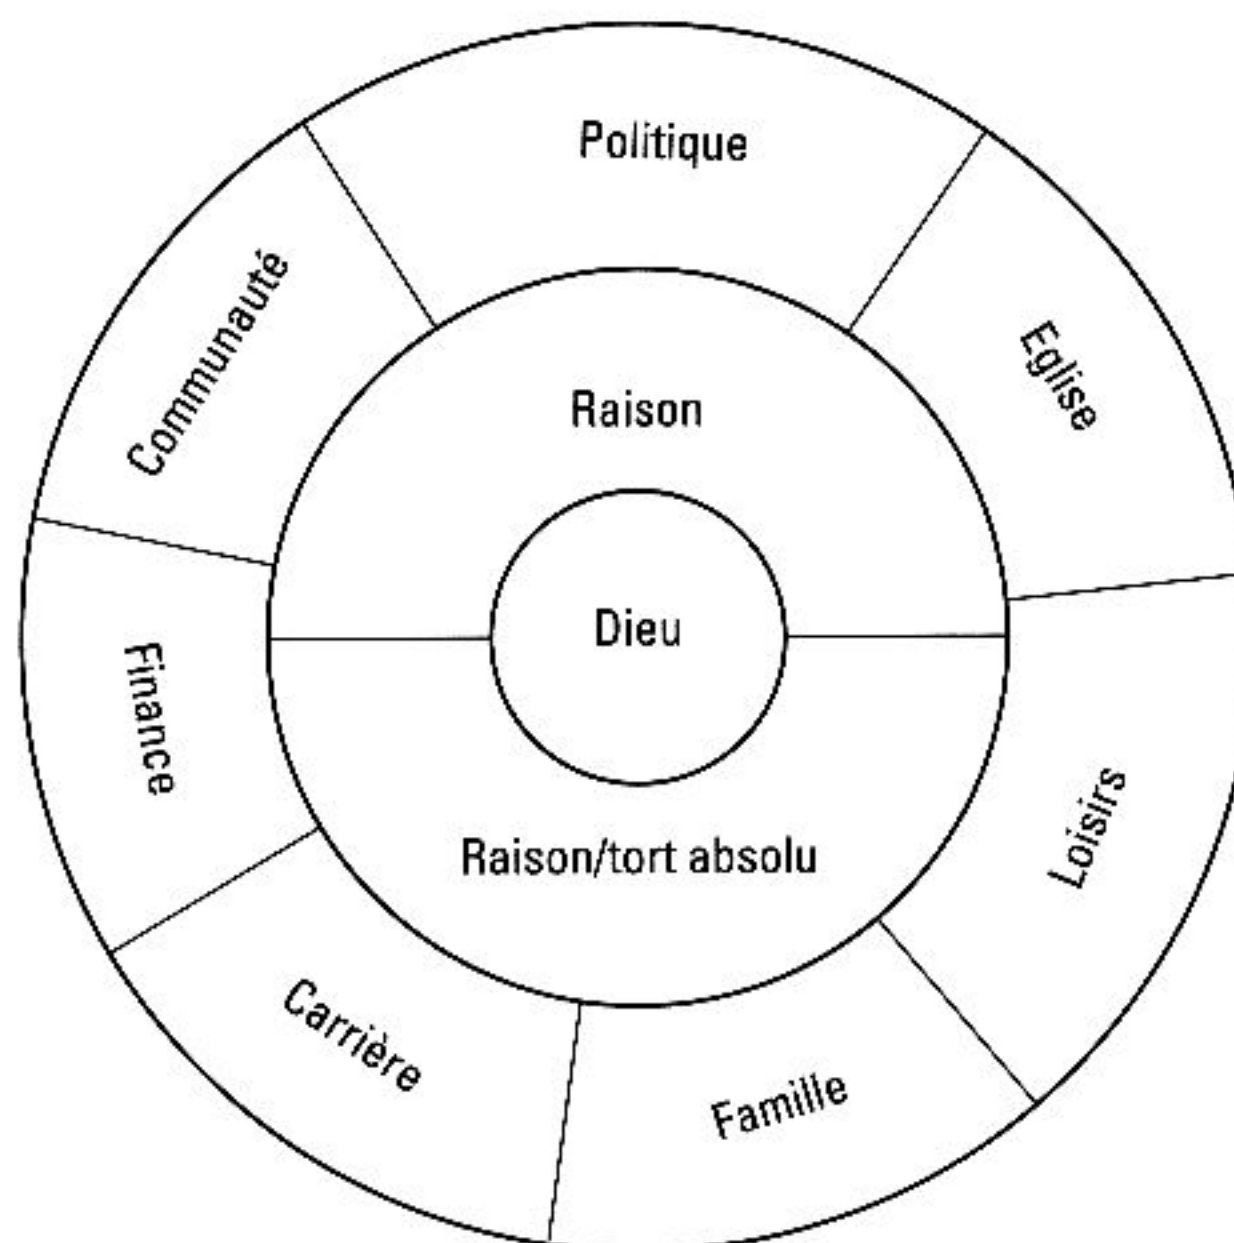 Politique
Communauté
Eglise
Raison
Dieu
Finance
Raison/tort absolu
Loisirs
Carrière
Famille